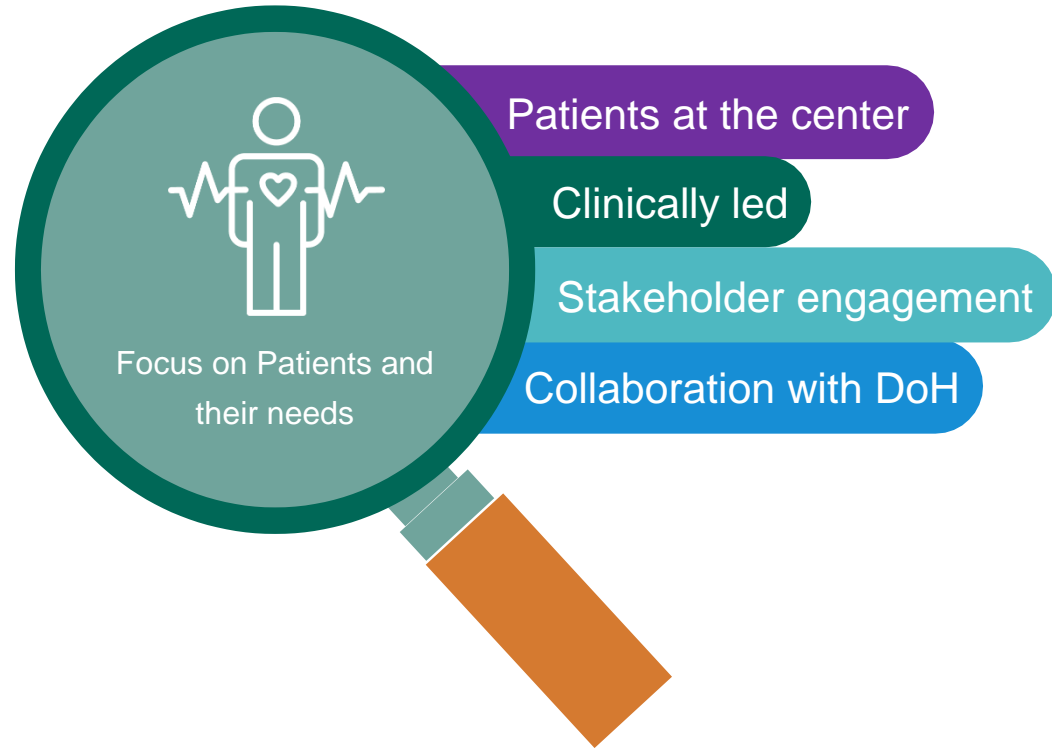 Patients at the center
Clinically led
Stakeholder engagement
Collaboration with DoH
Focus on Patients and
their needs